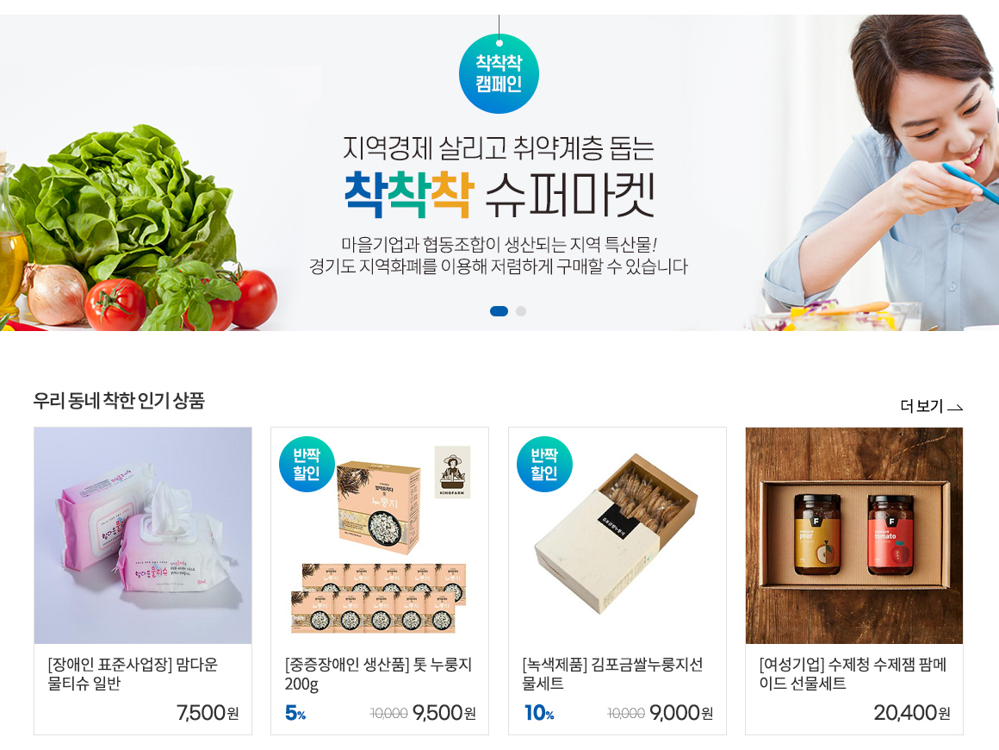 착착착
캠페인
지역경제 살리고 취약계층 돕는
착착착 슈퍼마켓
마을기업과 협동조합이 생산되는 지역 특산물!
경기도 지역화폐를 이용해 저렴하게 구매할 수 있습니다
우리 동네 착한 인기 상품
더 보기
맘다운물티슈
반짝
할인
누룽지
KINDFARM
반짝
할인
F
pear
F
tomato
[장애인 표준사업장] 맘다운
물티슈 일반
7,500원
[중증장애인 생산품] 톳 누룽지
200g
5% 10,000 9,500원
[녹색제품] 김포금쌀누룽지선
물세트
10% 10,000 9,000원
[여성기업] 수제청 수제잼 팜메
이드 선물세트
20,400원